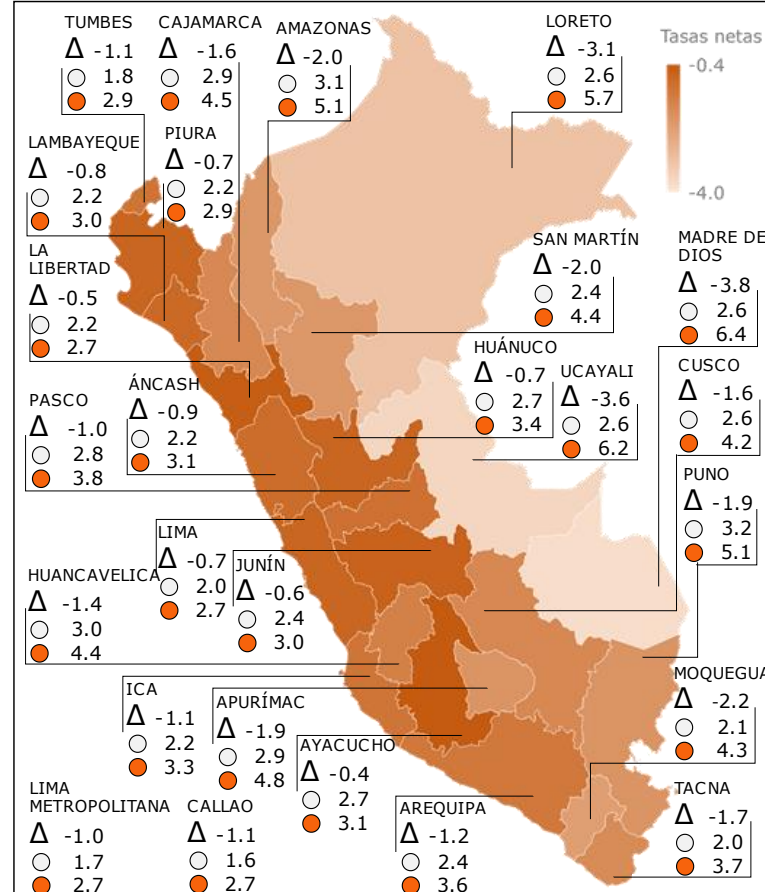 TUMBES
Δ -1.1
1.8
2.9
CAJAMARCA
Δ -1.6
2.9
4.5
AMAZONAS
Δ -2.0
3.1
5.1
LORETO
Δ -3.1
2.6
5.7
Tasas netas
-0.4
-4.0
LAMBAYEQUE
Δ -0.8
2.2
3.0
PIURA
Δ -0.7
2.2
2.9
LA
LIBERTAD
Δ -0.5
2.2
2.7
SAN MARTÍN
Δ -2.0
2.4
4.4
MADRE DE
DIOS
Δ -3.8
2.6
6.4
PASCO
Δ -1.0
2.8
3.8
ÁNCASH
Δ -0.9
2.2
3.1
HUÁNUCO
Δ -0.7
2.7
3.4
UCAYALI
Δ -3.6
2.6
6.2
CUSCO
Δ -1.6
2.6
4.2
PUNO
Δ -1.9
3.2
5.1
LIMA
Δ -0.7
2.0
2.7
JUNÍN
Δ -0.6
2.4
3.0
HUANCAVELICA
Δ -1.4
3.0
4.4
ICA
Δ -1.1
2.2
3.3
APURÍMAC
Δ -1.9
2.9
4.8
AYACUCHO
Δ -0.4
2.7
3.1
MOQUEGUA
Δ -2.2
2.1
4.3
LIMA
METROPOLITANA
Δ -1.0
1.7
2.7
CALLAO
Δ -1.1
1.6
2.7
AREQUIPA
Δ -1.2
2.4
3.6
TACNA
Δ -1.7
2.0
3.7